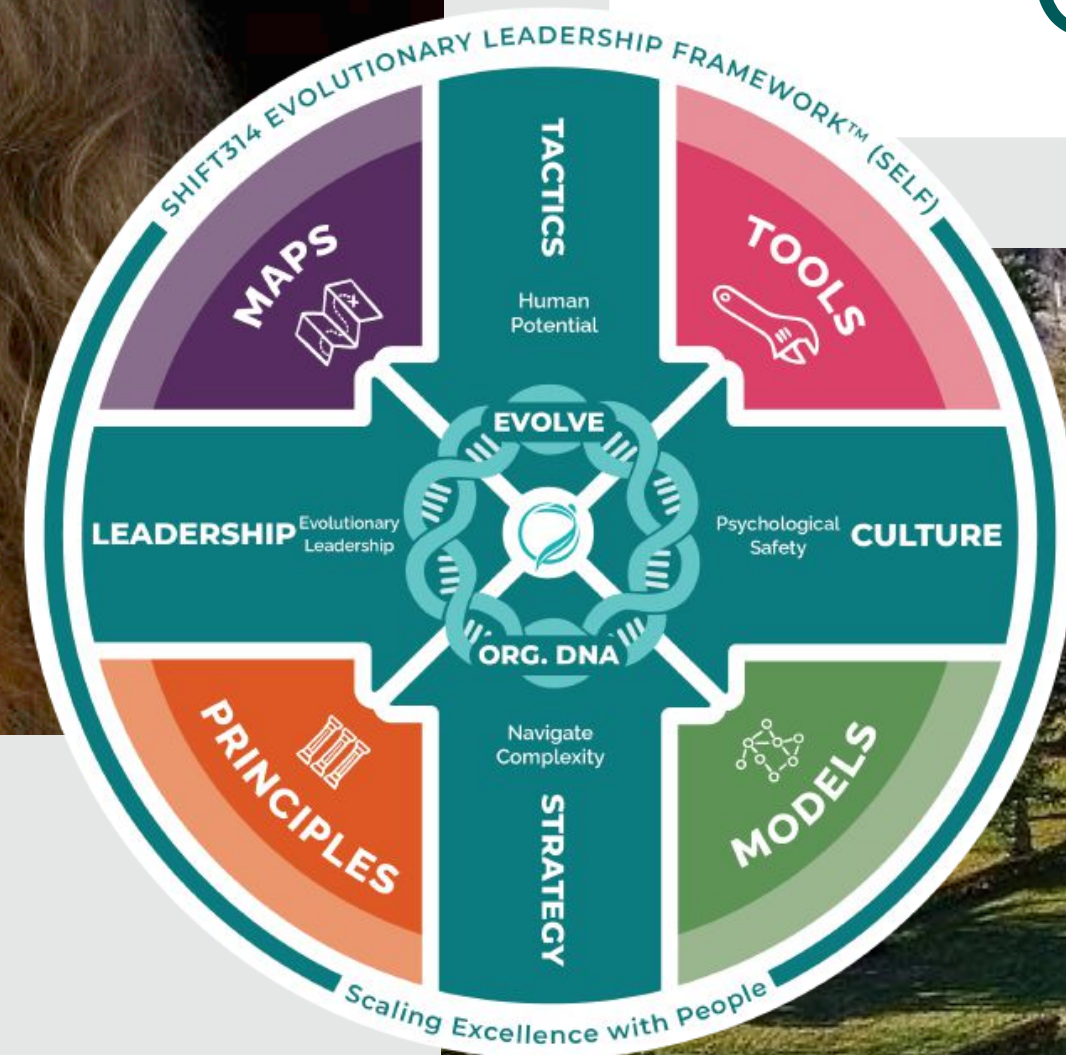 SHIFT314 EVOLUTIONARY LEADERSHIP FRAMEWORK™ (SELF)
TACTICS
Human
Potential
MAPS
TOOLS
EVOLVE
LEADERSHIP
Evolutionary
Leadership
Psychological
Safety
CULTURE
ORG. DNA
Navigate
Complexity
STRATEGY
PRINCIPLES
MODELS
Scaling Excellence with People